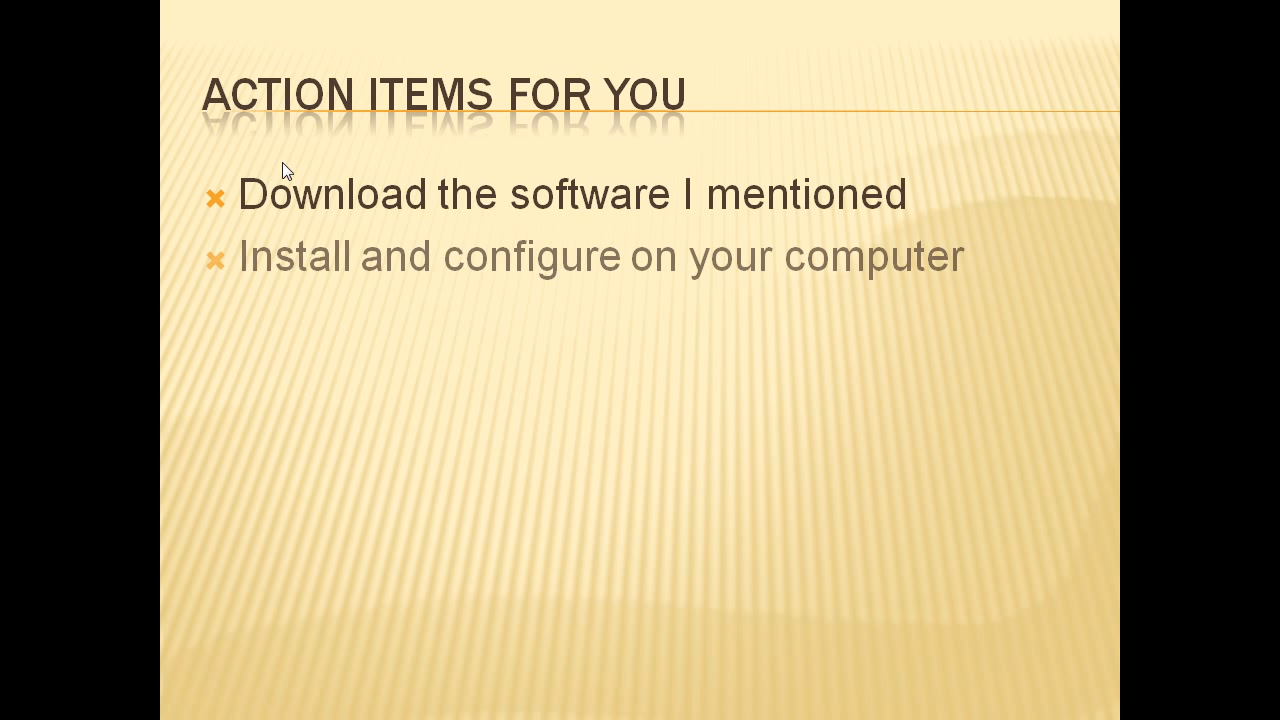 ACTION ITEMS FOR YOU
Download the software I mentioned
Install and configure on your computer